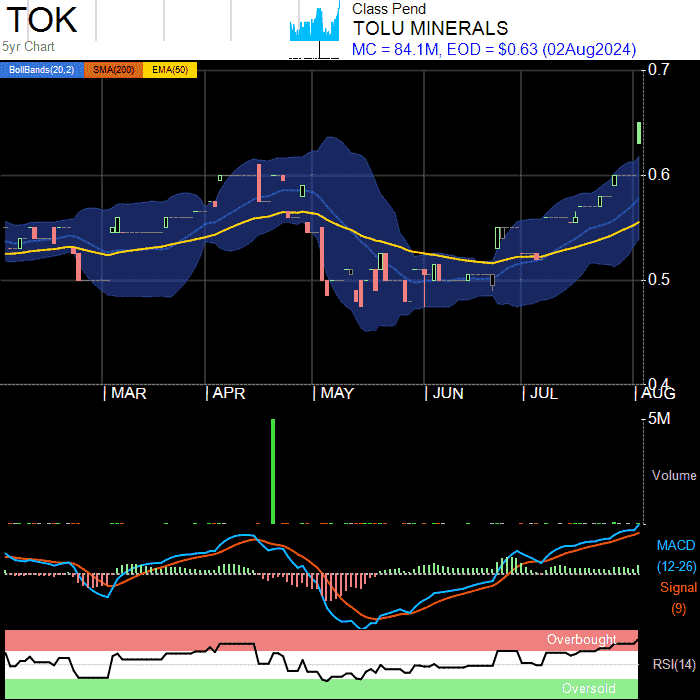 TOK
5yr Chart
Class Pend
TOLU MINERALS
MC = 84.1M, EOD = $0.63 (02Aug2024)
BollBands(20,2) SMA(200) EMA(50)
0.7
0.6
0.5
0.4
MAR APR MAY JUN JUL AUG
5M
Volume
MACD
(12-26)
Signal
(9)
Overbought
RSI(14)
Oversold